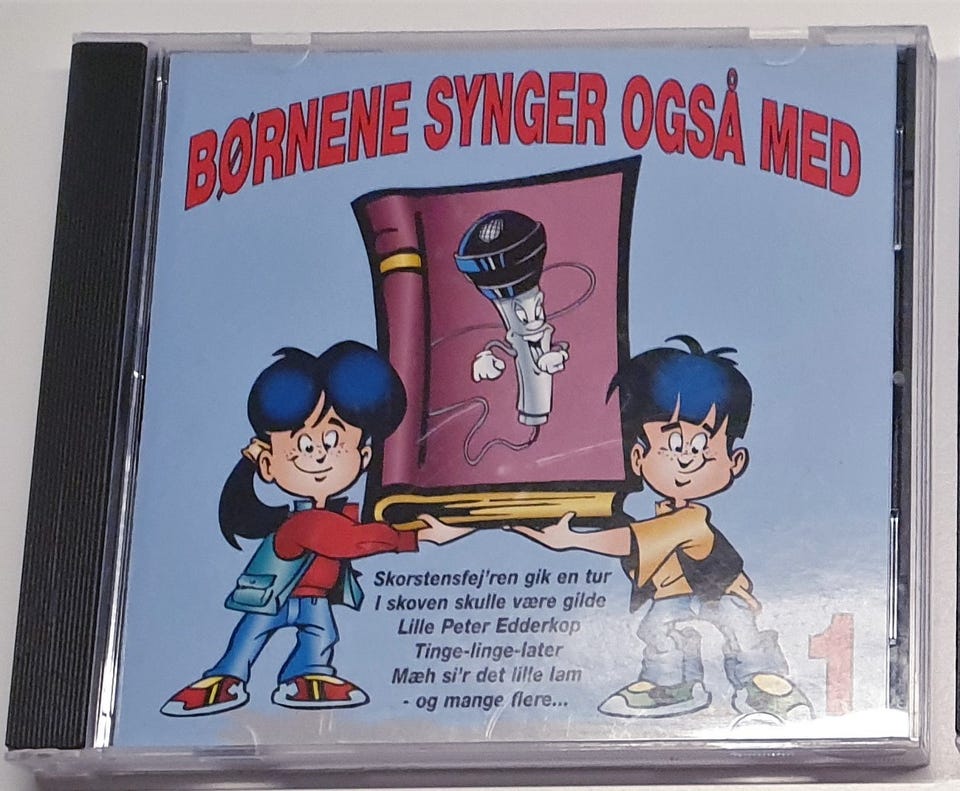 BØRNENE SYNGER OGSÅ MED
Skorstensfej'ren gik en tur
I skoven skulle være gilde
Lille Peter Edderkop
Tinge-linge-later
Mæh si'r det lille lam
- og mange flere...
1